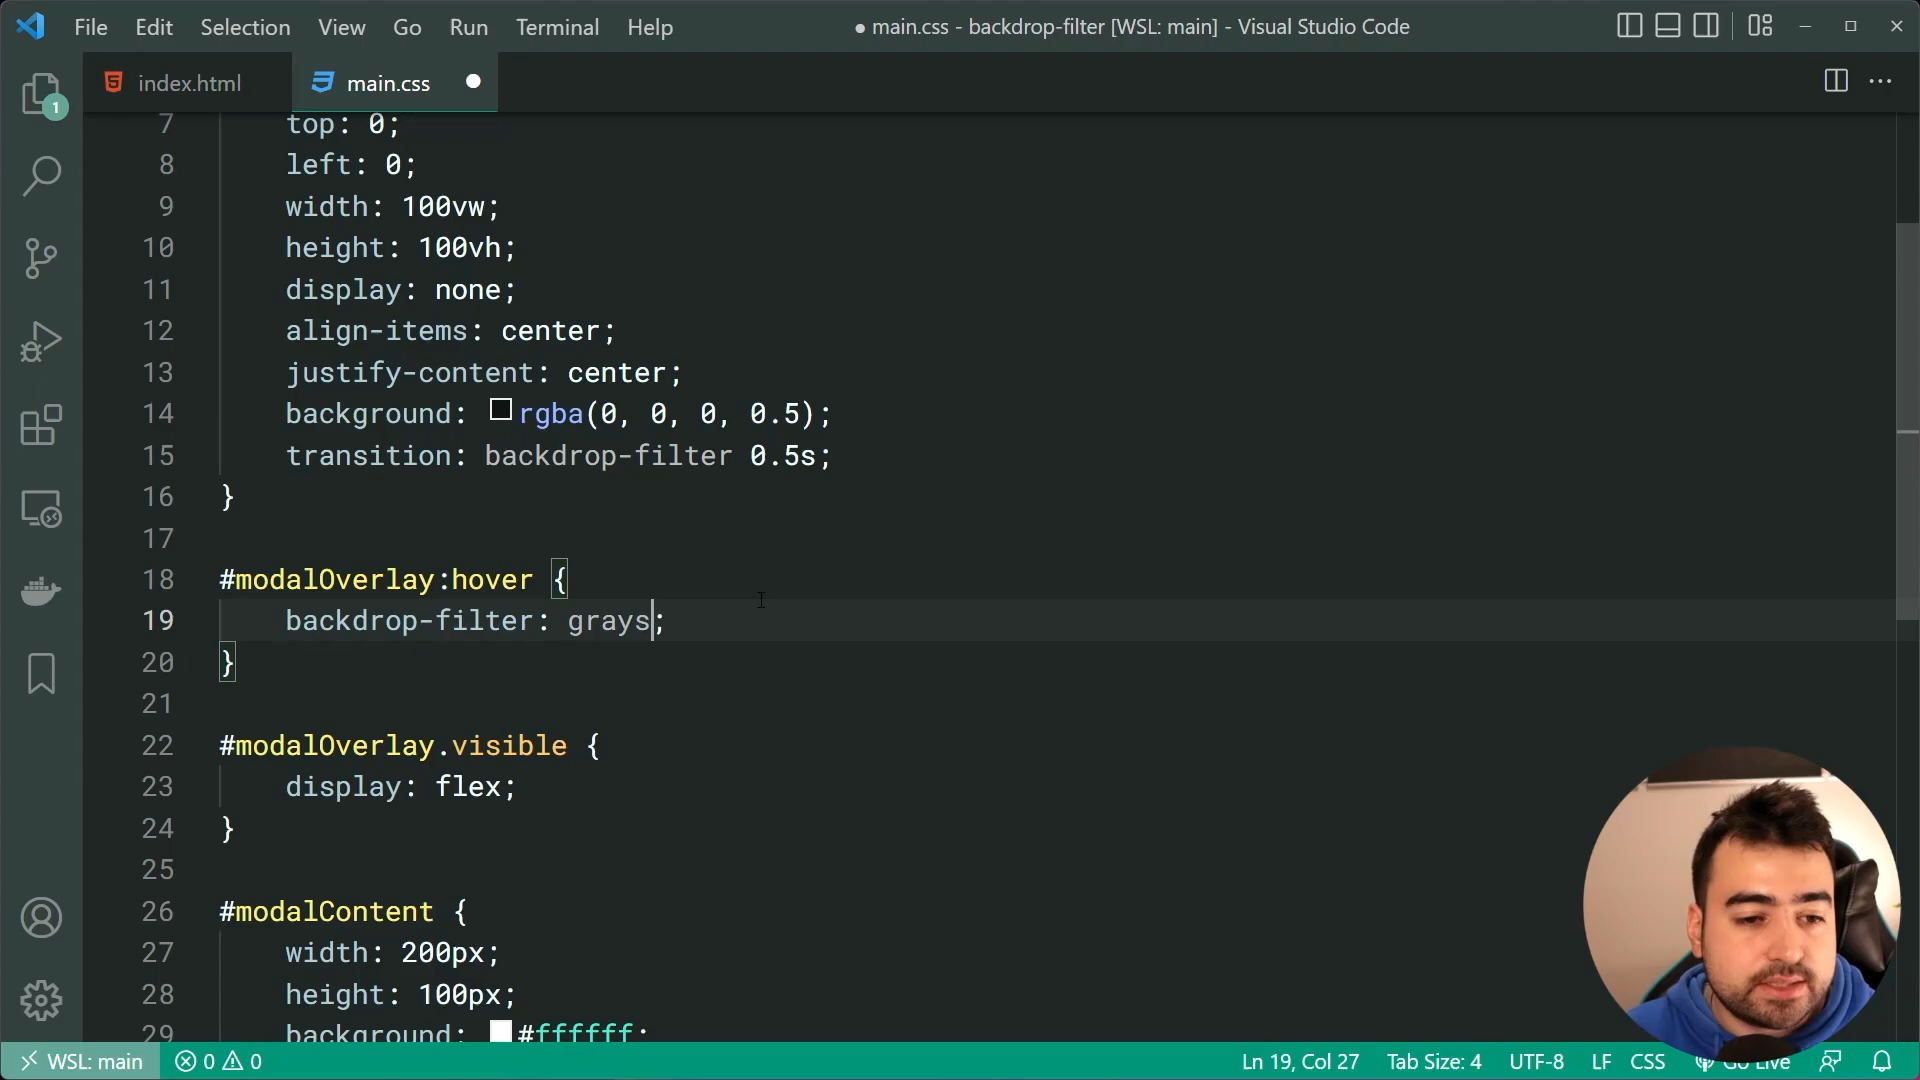 File Edit Selection View Go Run Terminal Help ● main.css - backdrop-filter [WSL: main] - Visual Studio Code
1
index.html main.css
7 top: 0;
8 left: 0;
9 width: 100vw;
10 height: 100vh;
11 display: none;
12 align-items: center;
13 justify-content: center;
14 background: rgba(0, 0, 0, 0.5);
15 transition: backdrop-filter 0.5s;
16 }
17
18 #modalOverlay:hover {
19 backdrop-filter: grays;
20 }
21
22 #modalOverlay.visible {
23 display: flex;
24 }
25
26 #modalContent {
27 width: 200px;
28 height: 100px;
29 background: #ffffff;
WSL: main 0 0 Ln 19, Col 27 Tab Size: 4 UTF-8 LF CSS Go Live